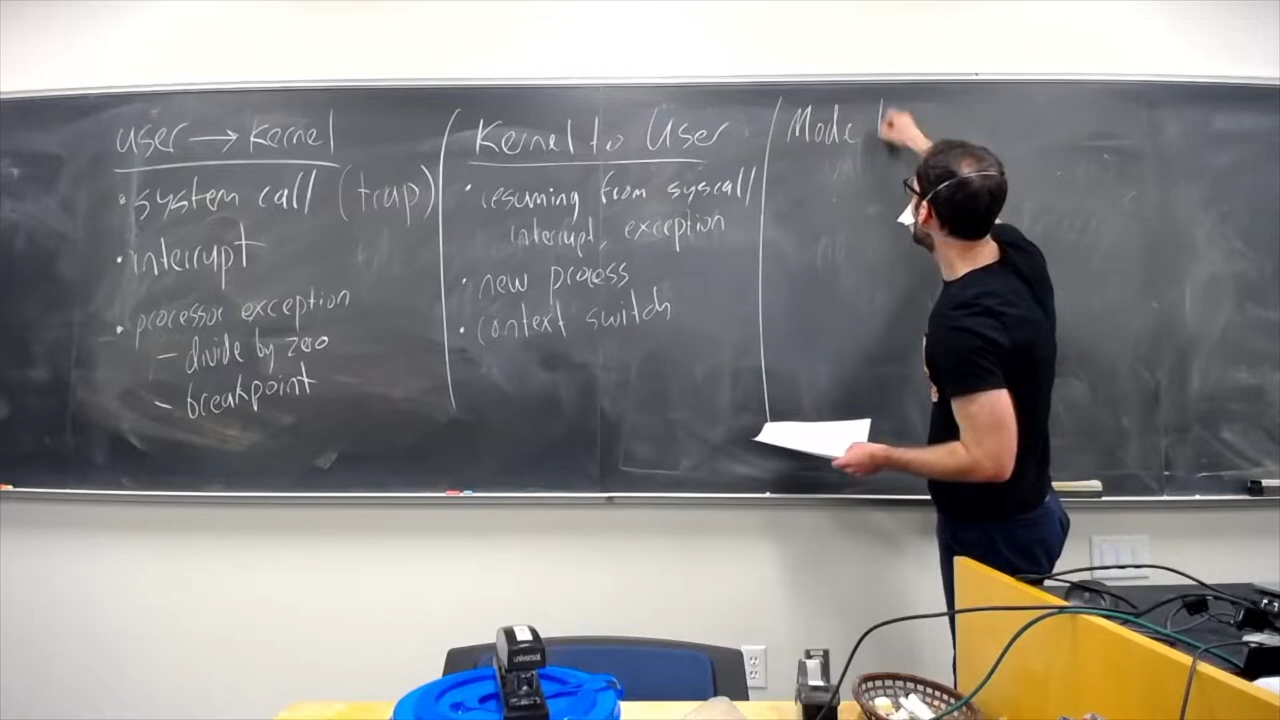 user → kernel
• system call (trap)
• interrupt
• processor exception
– divide by zero
– breakpoint
Kernel to User
• resuming from syscall
interrupt, exception
• new process
• context switch
Mode
universal